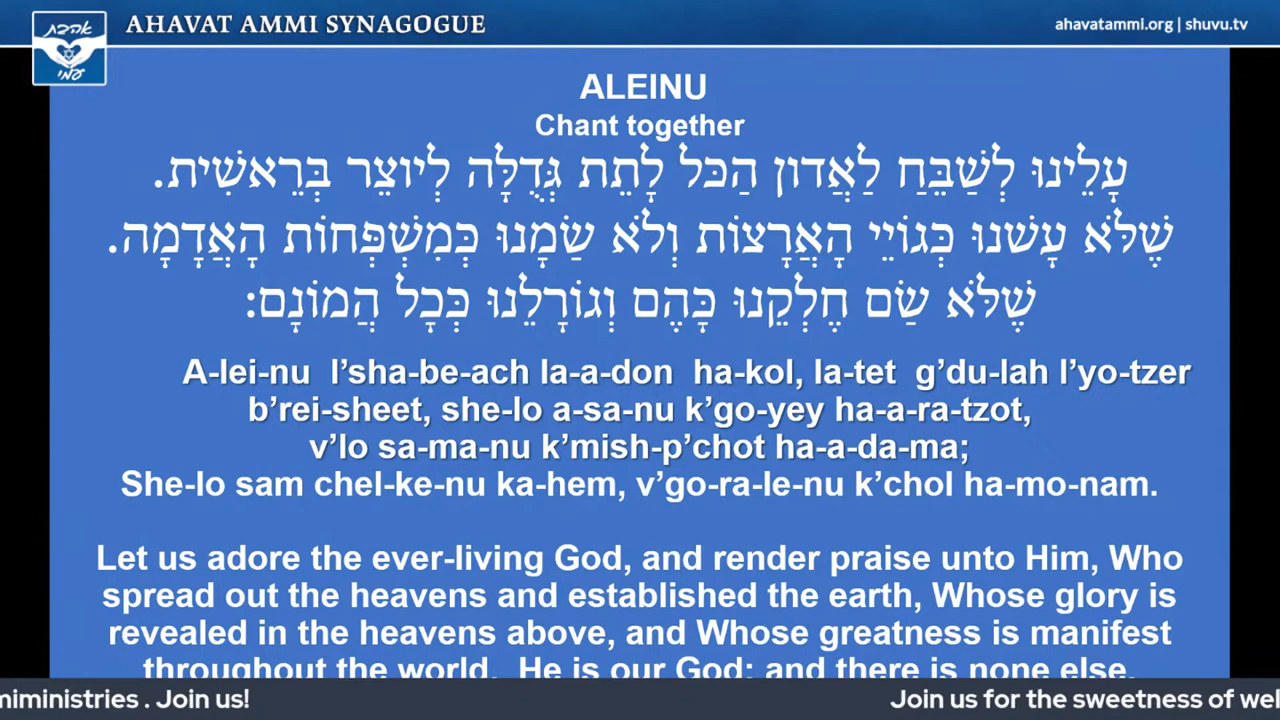 אהבת
עמי
AHAVAT AMMI SYNAGOGUE
ahavatammi.org | shuvu.tv
ALEINU
Chant together
עָלֵינוּ לְשַׁבֵּחַ לַאֲדוֹן הַכֹּל לָתֵת גְּדֻלָּה לְיוֹצֵר בְּרֵאשִׁית.
שֶׁלֹּא עָשׂנוּ כְּגוֹיֵי הָאֲרָצוֹת וְלֹא שַׂמָנוּ כְּמִשְׁפְּחוֹת הָאֲדָמָה.
שֶׁלֹּא שַׂם חֶלְקֵנוּ כָּהֶם וְגוֹרָלֵנוּ כְּכָל הֲמוֹנָם:
A-lei-nu l’sha-be-ach la-a-don ha-kol, la-tet g’du-lah l’yo-tzer
b’rei-sheet, she-lo a-sa-nu k’go-yey ha-a-ra-tzot,
v’lo sa-ma-nu k’mish-p’chot ha-a-da-ma;
She-lo sam chel-ke-nu ka-hem, v’go-ra-le-nu k’chol ha-mo-nam.
Let us adore the ever-living God, and render praise unto Him, Who
spread out the heavens and established the earth, Whose glory is
revealed in the heavens above, and Whose greatness is manifest
throughout the world. He is our God; and there is none else.
miministries . Join us! Join us for the sweetness of wel